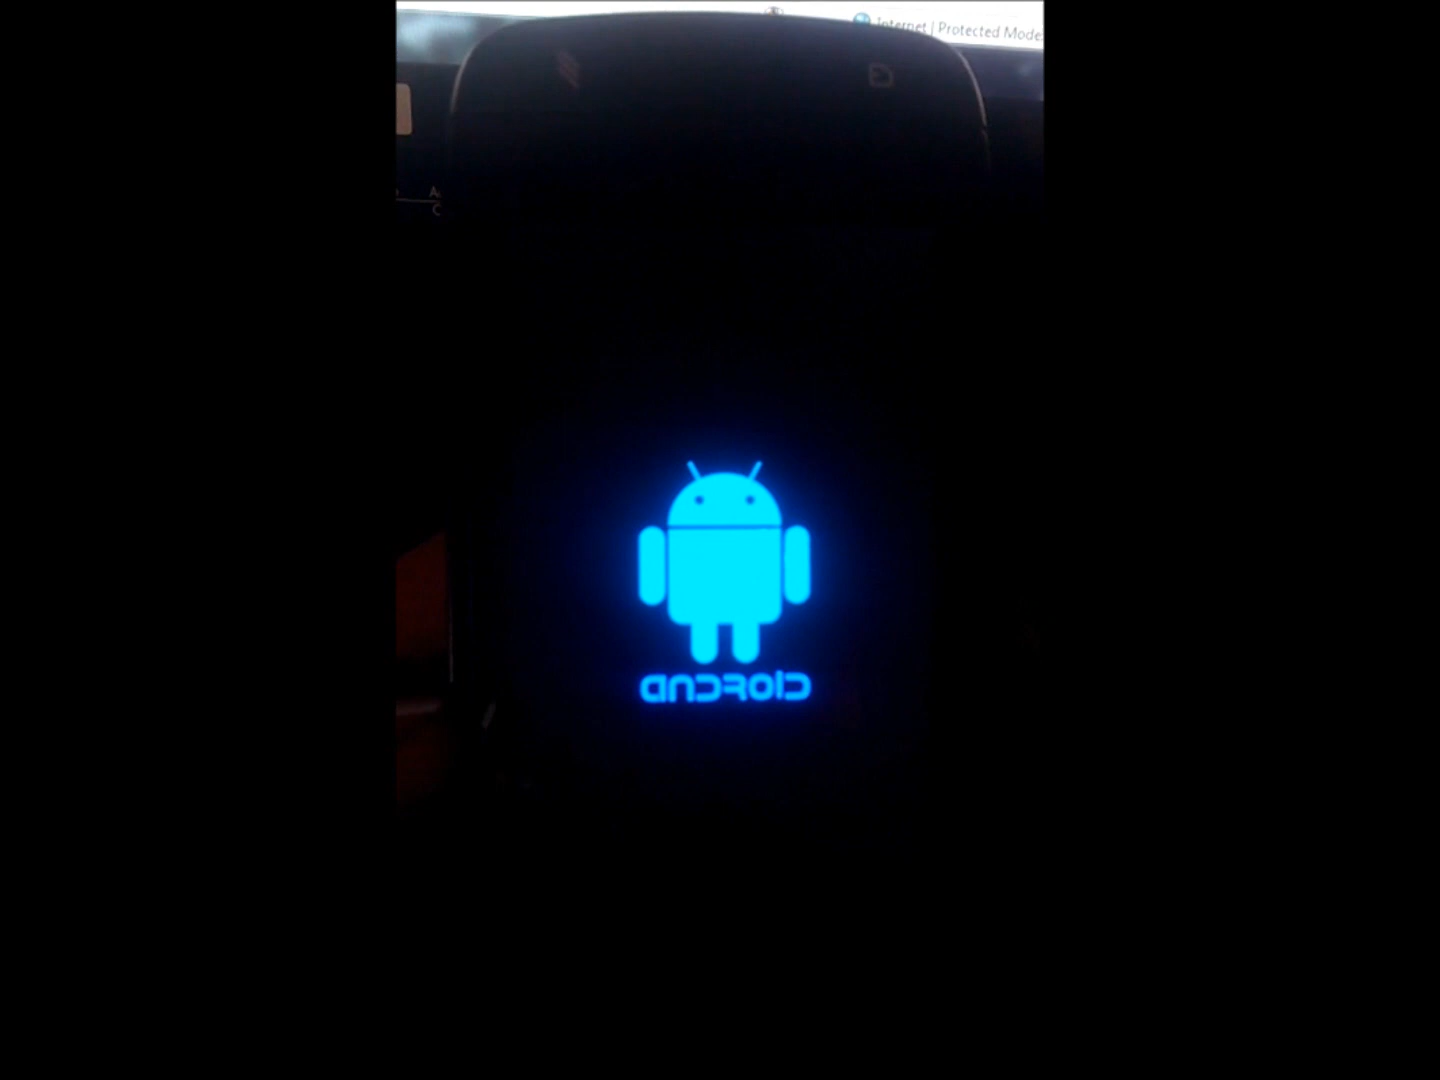 Internet | Protected Mode:
A
C
android